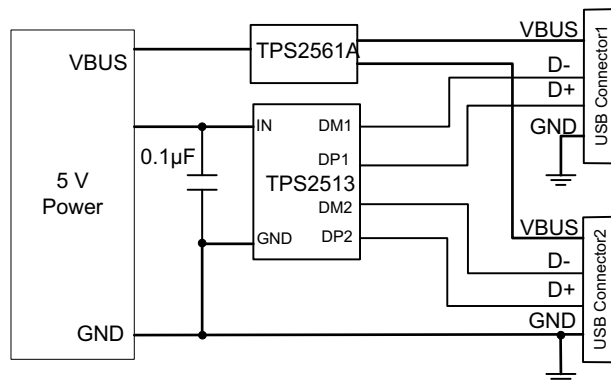 VBUS
TPS2561A
VBUS
D-
D+
GND
USB Connector1
IN
DM1
DP1
0.1µF
TPS2513
5 V
Power
DM2
GND
DP2
VBUS
D-
D+
GND
USB Connector2
GND